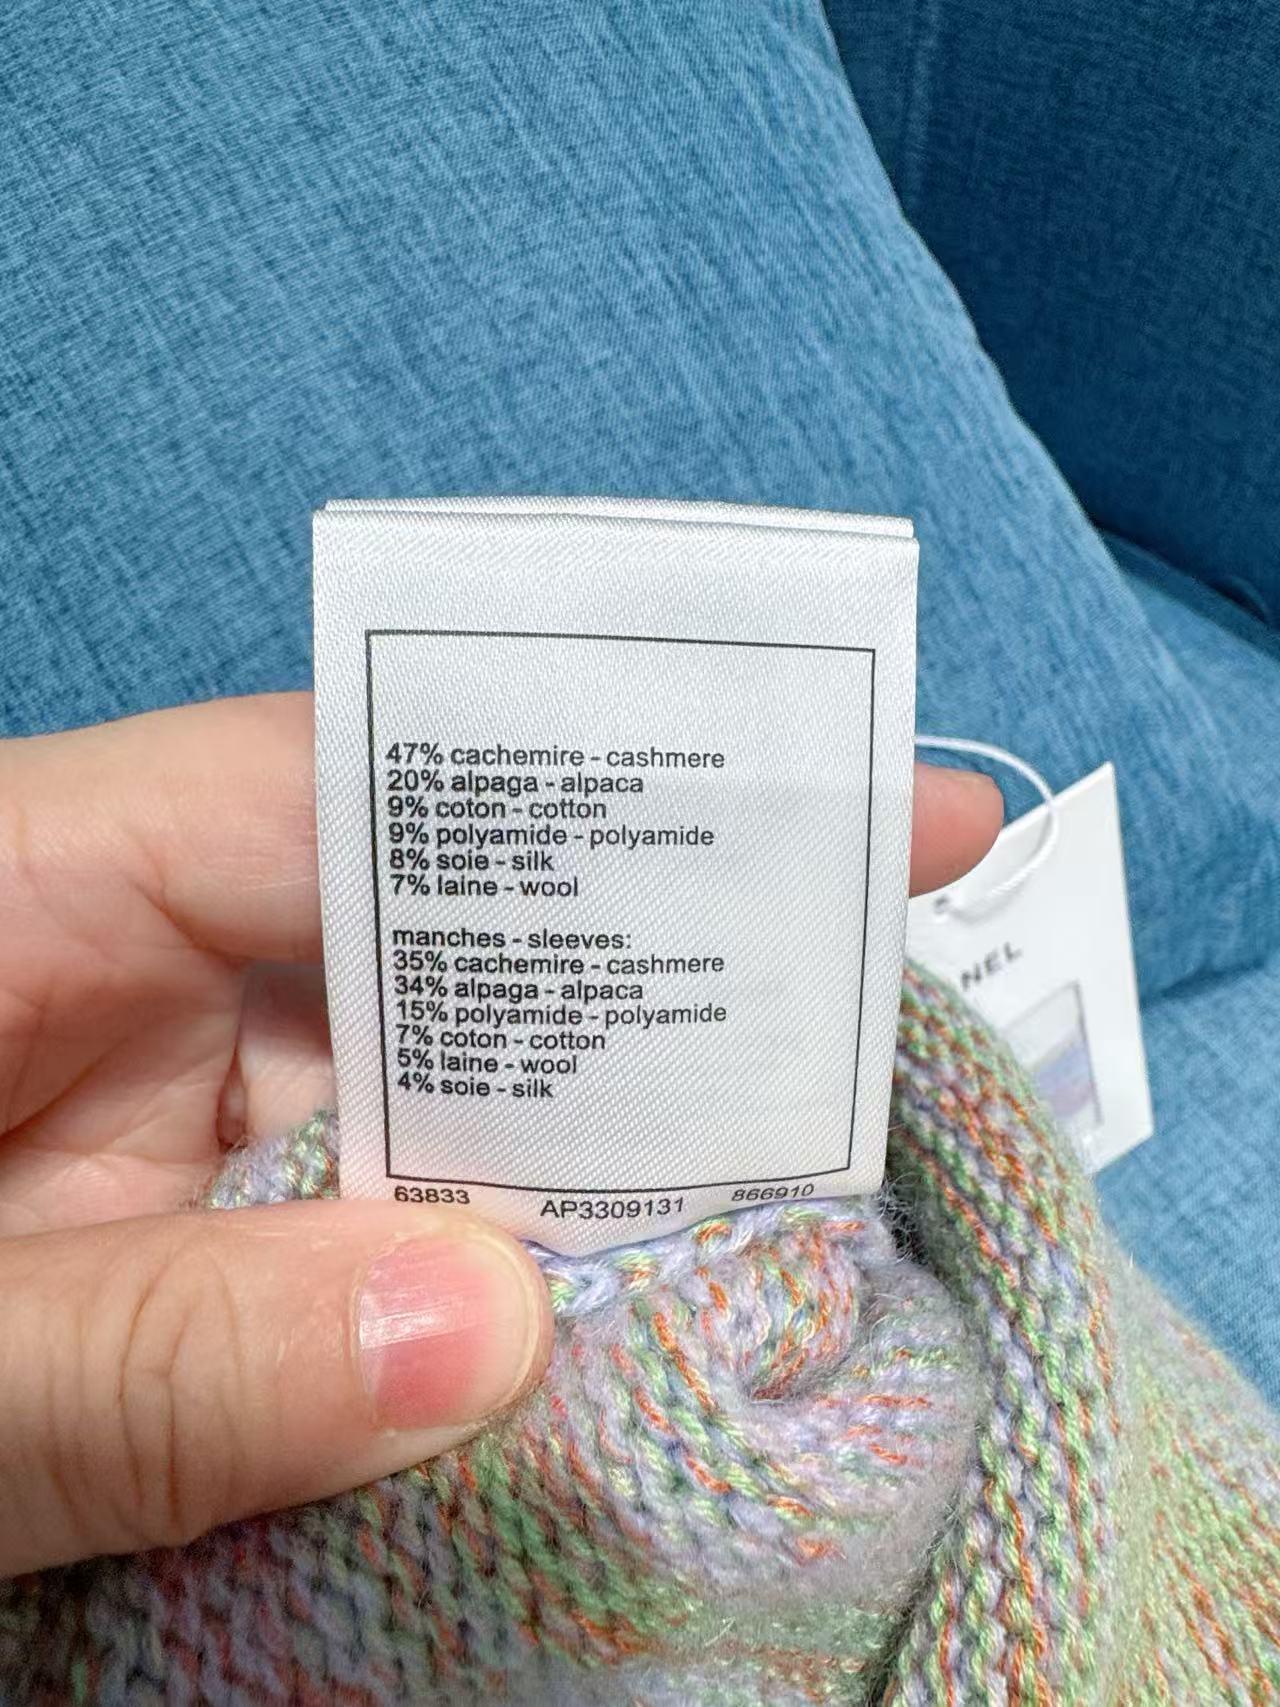 47% cachemire - cashmere
20% alpaga - alpaca
9% coton - cotton
9% polyamide - polyamide
8% soie - silk
7% laine - wool
manches - sleeves:
35% cachemire - cashmere
34% alpaga - alpaca
15% polyamide - polyamide
7% coton - cotton
5% laine - wool
4% soie - silk
63833 AP3309131 866910
NEL